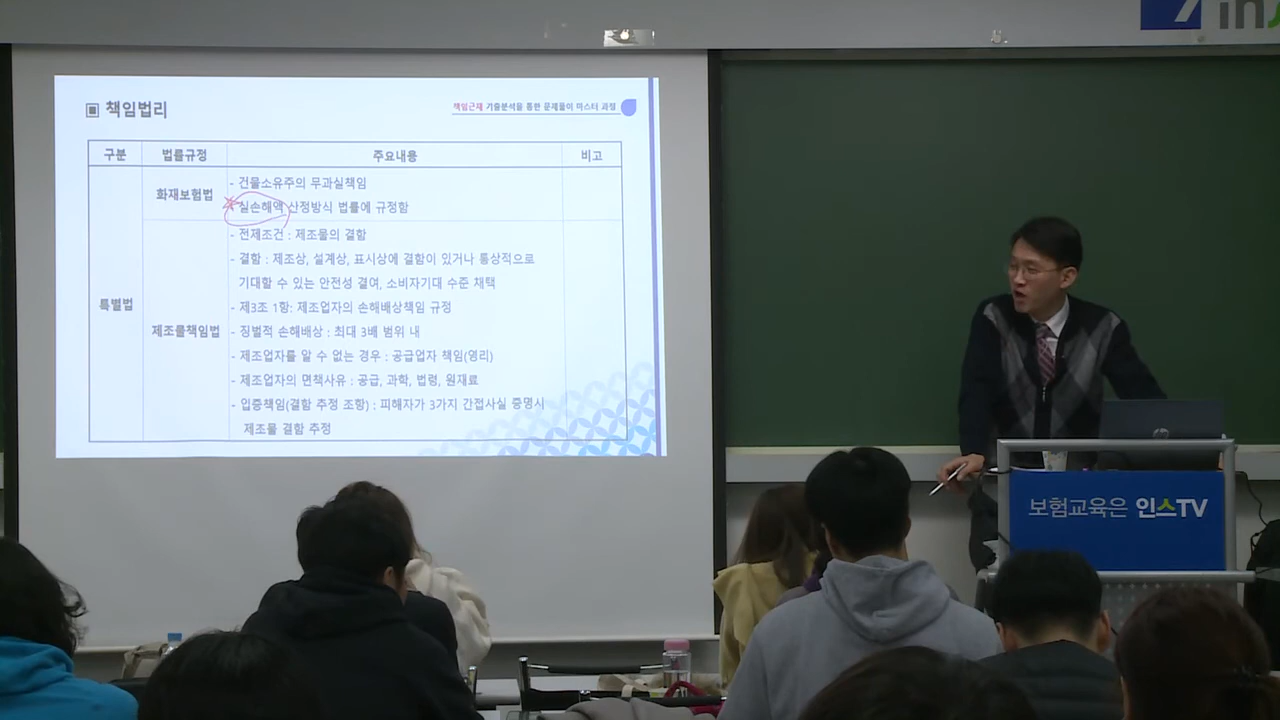 책임법리
책임근재 기출분석을 통한 문제풀이 마스터 과정
구분 법률규정 주요내용 비고
특별법
화재보험법
- 건물소유주의 무과실책임
실손해액 산정방식 법률에 규정함
제조물책임법
- 전제조건 : 제조물의 결함
- 결함 : 제조상, 설계상, 표시상에 결함이 있거나 통상적으로
기대할 수 있는 안전성 결여, 소비자기대 수준 채택
- 제3조 1항: 제조업자의 손해배상책임 규정
- 징벌적 손해배상 : 최대 3배 범위 내
- 제조업자를 알 수 없는 경우 : 공급업자 책임(영리)
- 제조업자의 면책사유 : 공급, 과학, 법령, 원재료
- 입증책임(결함 추정 조항) : 피해자가 3가지 간접사실 증명시
제조물 결함 추정
hp
보험교육은 인스TV